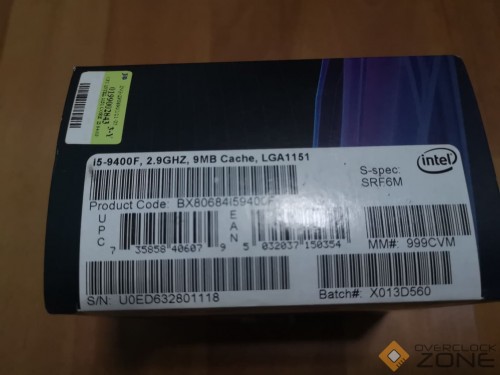 i5-9400F, 2.9GHZ, 9MB Cache, LGA1151
intel
S-spec:
SRF6M
Product Code: BX80684i59400F
UPC
7 35858 40607 9
EAN
5 032037 150354
MM#: 999CVM
S/N: U0ED632801118
Batch#: X013D560
OVERCLOCK
ZONE